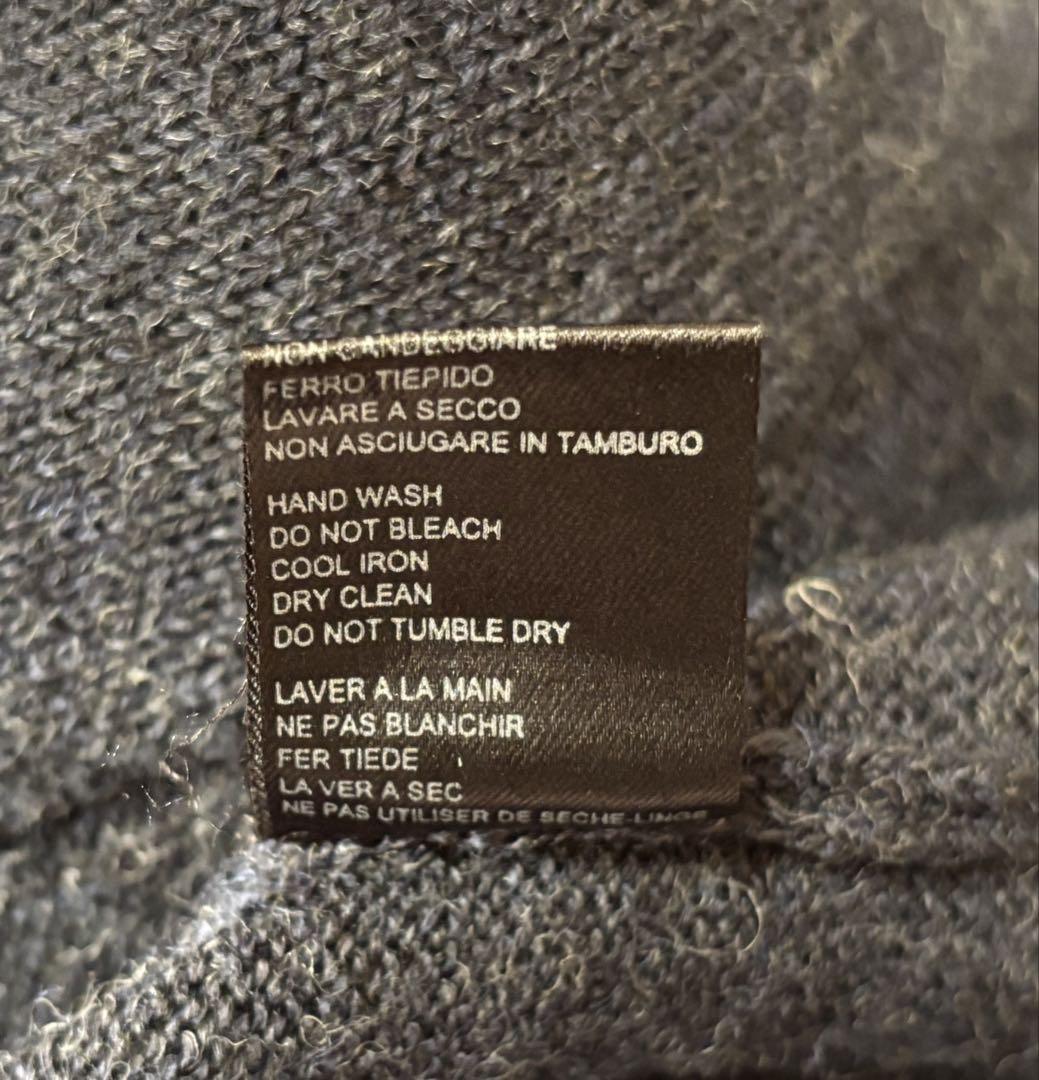 NON CANDEGGIARE
FERRO TIEPIDO
LAVARE A SECCO
NON ASCIUGARE IN TAMBURO
HAND WASH
DO NOT BLEACH
COOL IRON
DRY CLEAN
DO NOT TUMBLE DRY
LAVER A LA MAIN
NE PAS BLANCHIR
FER TIEDE
LA VER A SEC
NE PAS UTILISER DE SECHE-LINGE